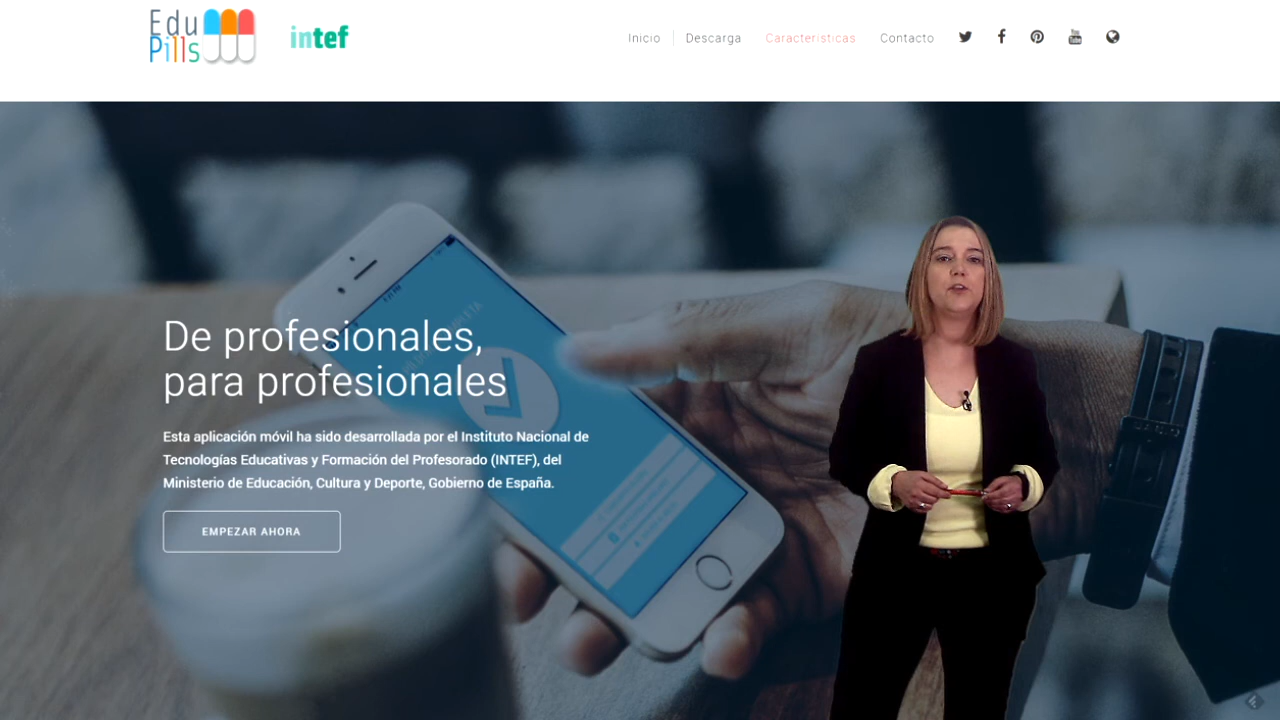 Edu
Pills
intef
Inicio
Descarga
Caracteristicas
Contacto
De profesionales,
para profesionales
Esta aplicación móvil ha sido desarrollada por el Instituto Nacional de
Tecnologías Educativas y Formación del Profesorado (INTEF), del
Ministerio de Educación, Cultura y Deporte, Gobierno de España.
EMPEZAR AHORA